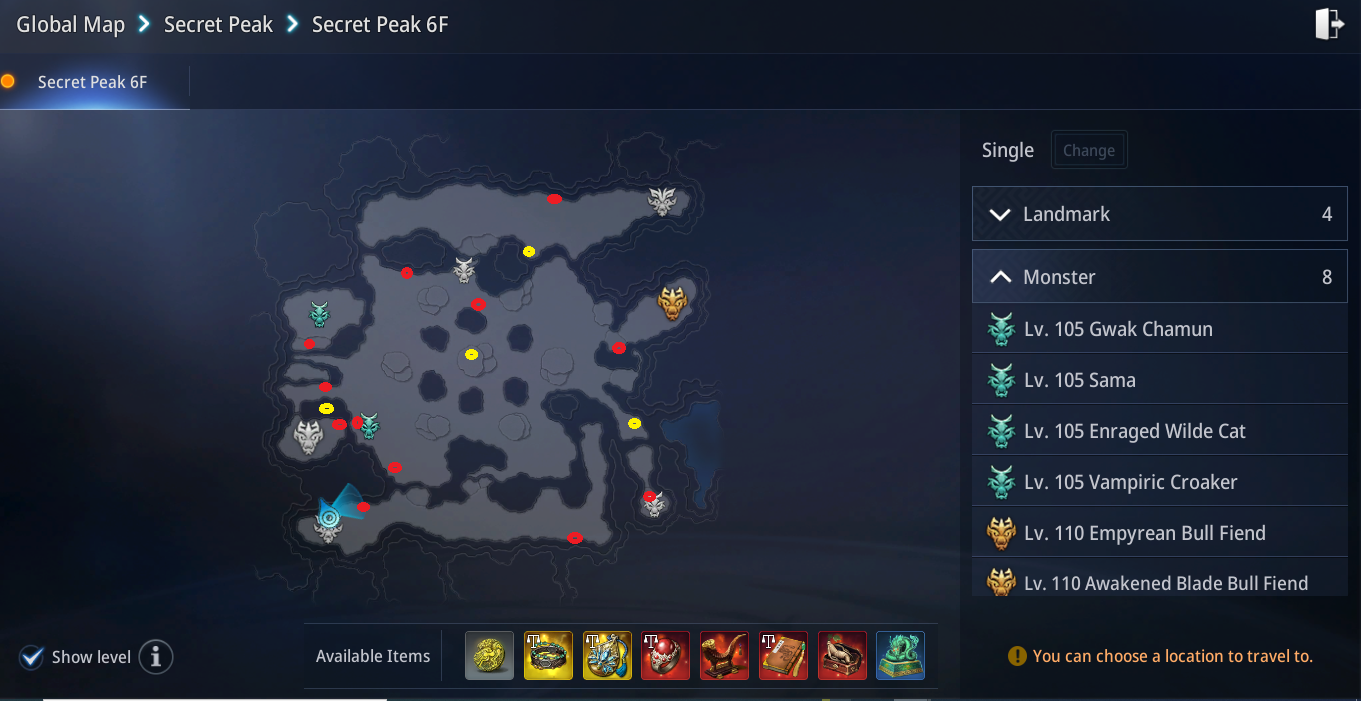 Global Map > Secret Peak > Secret Peak 6F
Secret Peak 6F
Single Change
Landmark 4
Monster 8
Lv. 105 Gwak Chamun
Lv. 105 Sama
Lv. 105 Enraged Wilde Cat
Lv. 105 Vampiric Croaker
Lv. 110 Empyrean Bull Fiend
Lv. 110 Awakened Blade Bull Fiend
Show level
Available Items
You can choose a location to travel to.